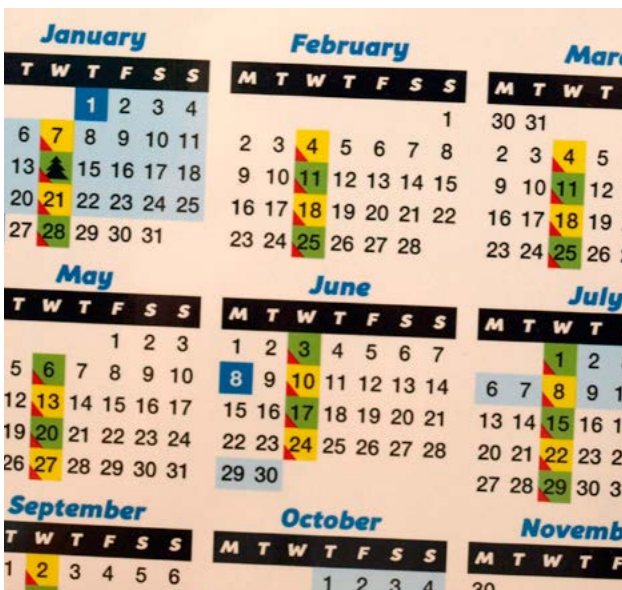 January
T W T F S S
1 2 3 4
6 7 8 9 10 11
13 15 16 17 18
20 21 22 23 24 25
27 28 29 30 31
February
M T W T F S S
1
2 3 4 5 6 7 8
9 10 11 12 13 14 15
16 17 18 19 20 21 22
23 24 25 26 27 28
Mar
M T W T
30 31
2 3 4 5
9 10 11 12
16 17 18 19
23 24 25 26
May
T W T F S S
1 2 3
5 6 7 8 9 10
12 13 14 15 16 17
19 20 21 22 23 24
26 27 28 29 30 31
June
M T W T F S S
1 2 3 4 5 6 7
8 9 10 11 12 13 14
15 16 17 18 19 20 21
22 23 24 25 26 27 28
29 30
July
M T W T
1 2
6 7 8 9
13 14 15 16
20 21 22 23
27 28 29 30
September
T W T F S S
1 2 3 4 5 6
October
M T W T F S S
1 2 3 4
Novemb
M T W T F
30